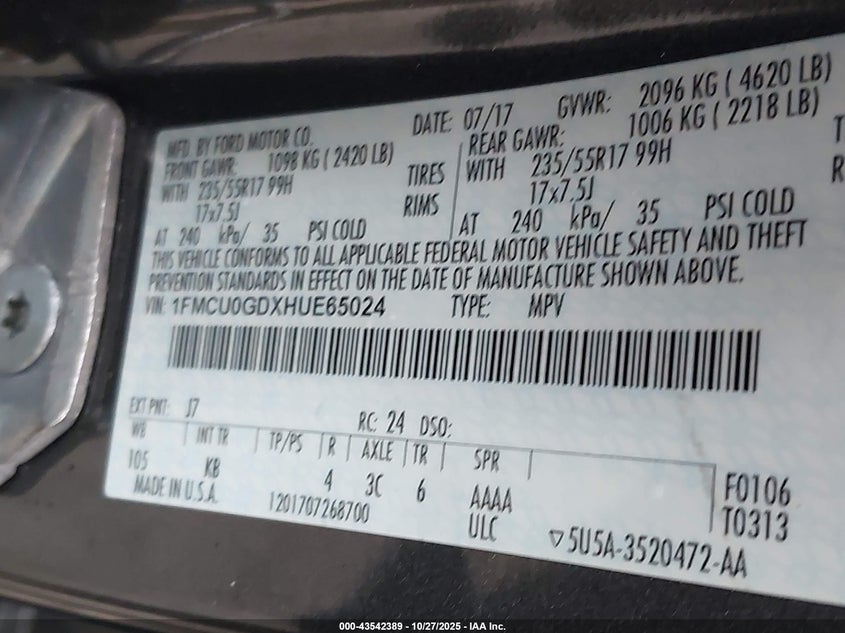 MFD. BY FORD MOTOR CO. DATE: 07/17 GVWR: 2096 KG ( 4620 LB)
FRONT GAWR: 1098 KG ( 2420 LB) REAR GAWR: 1006 KG ( 2218 LB)
WITH 235/55R17 99H TIRES WITH 235/55R17 99H
17x7.5J RIMS 17x7.5J
AT 240 kPa/ 35 PSI COLD AT 240 kPa/ 35 PSI COLD
THIS VEHICLE CONFORMS TO ALL APPLICABLE FEDERAL MOTOR VEHICLE SAFETY AND THEFT
PREVENTION STANDARDS IN EFFECT ON THE DATE OF MANUFACTURE SHOWN ABOVE.
VIN: 1FMCU0GDXHUE65024 TYPE: MPV
EXT PNT: J7 RC: 24 DSO:
WB INT TR TP/PS R AXLE TR SPR
105 KB 4 3C 6 AAAA F0106
MADE IN U.S.A. 1201707268700 ULC T0313
▽5U5A-3520472-AA
000-43542389 - 10/27/2025 - IAA Inc.